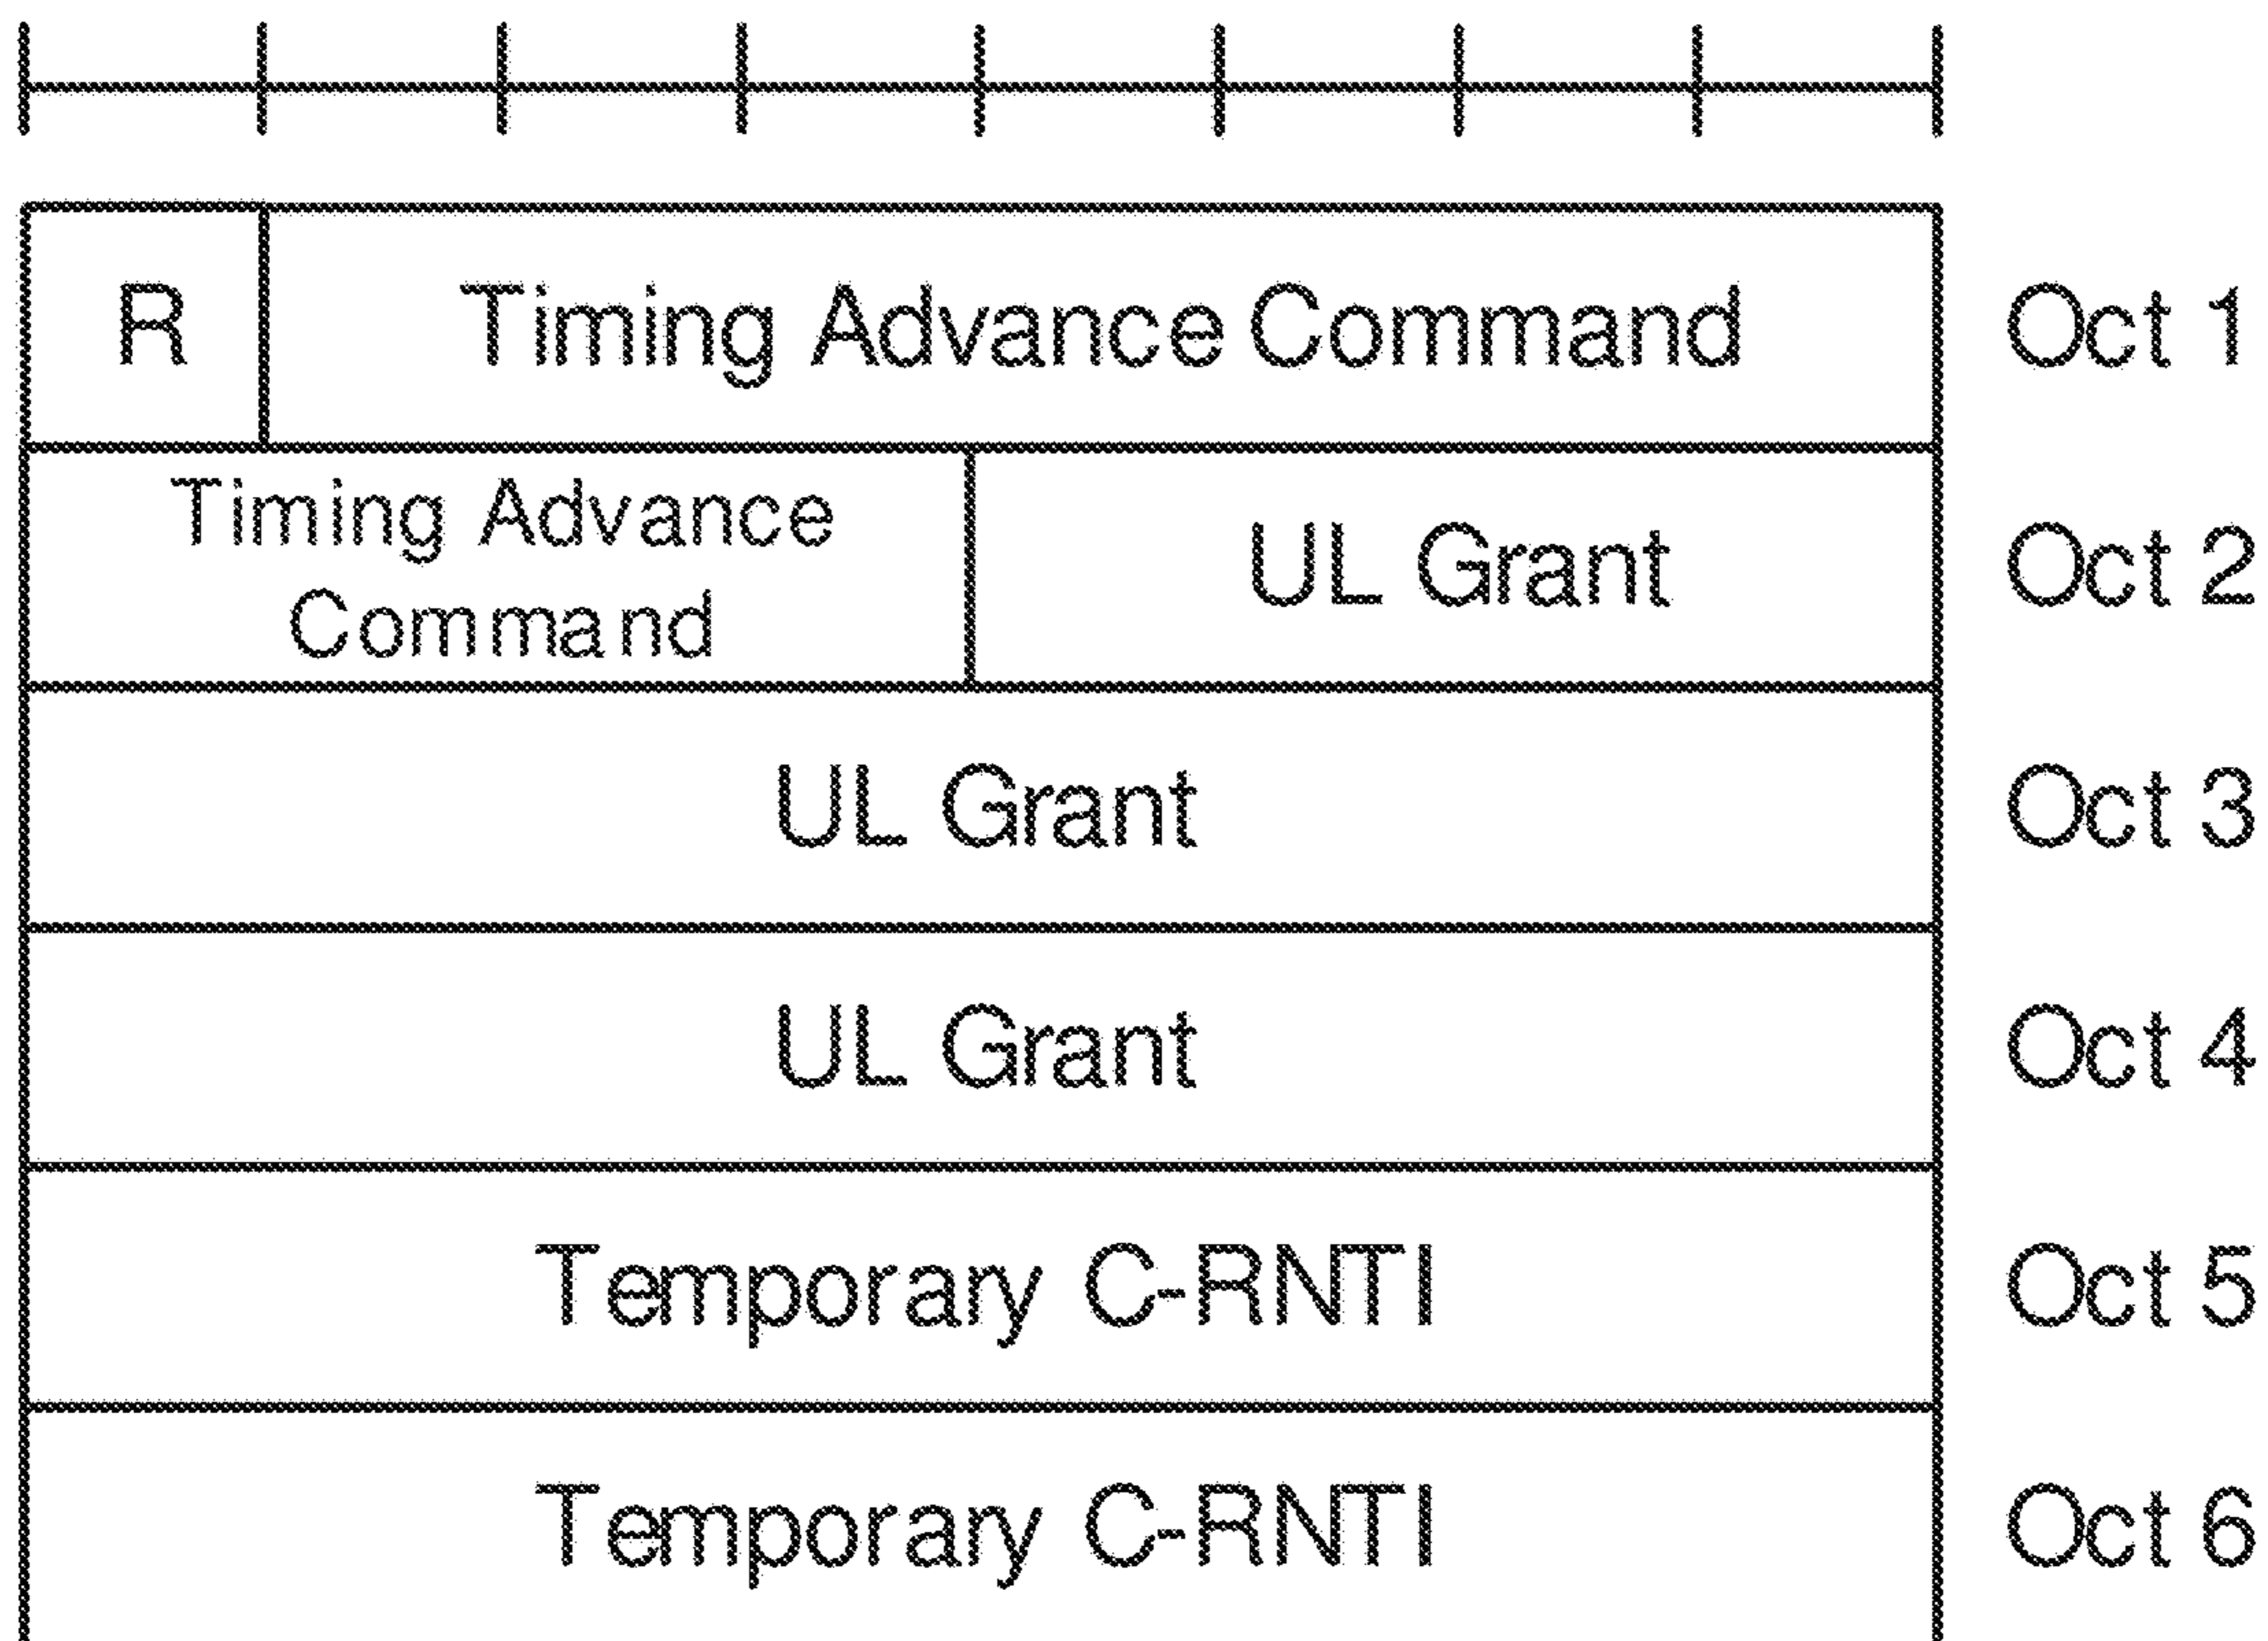 R Timing Advance Command Oct 1
Timing Advance
Command
UL Grant Oct 2
UL Grant Oct 3
UL Grant Oct 4
Temporary C-RNTI Oct 5
Temporary C-RNTI Oct 6